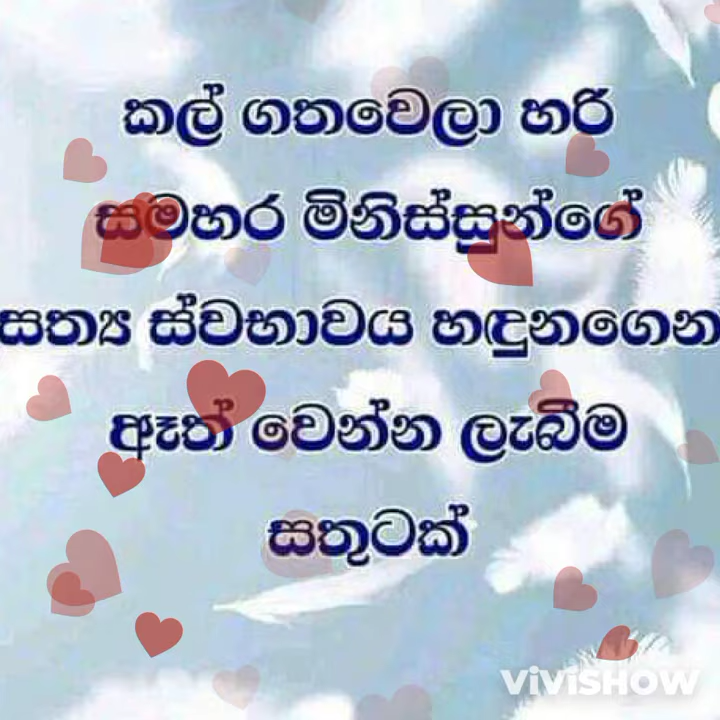 කල් ගතවෙලා හරි
සමහර මිනිස්සුන්ගේ
සත්‍ය ස්වභාවය හඳුනගෙන
ඈත් වෙන්න ලැබීම
සතුටක්
ViViSHOW